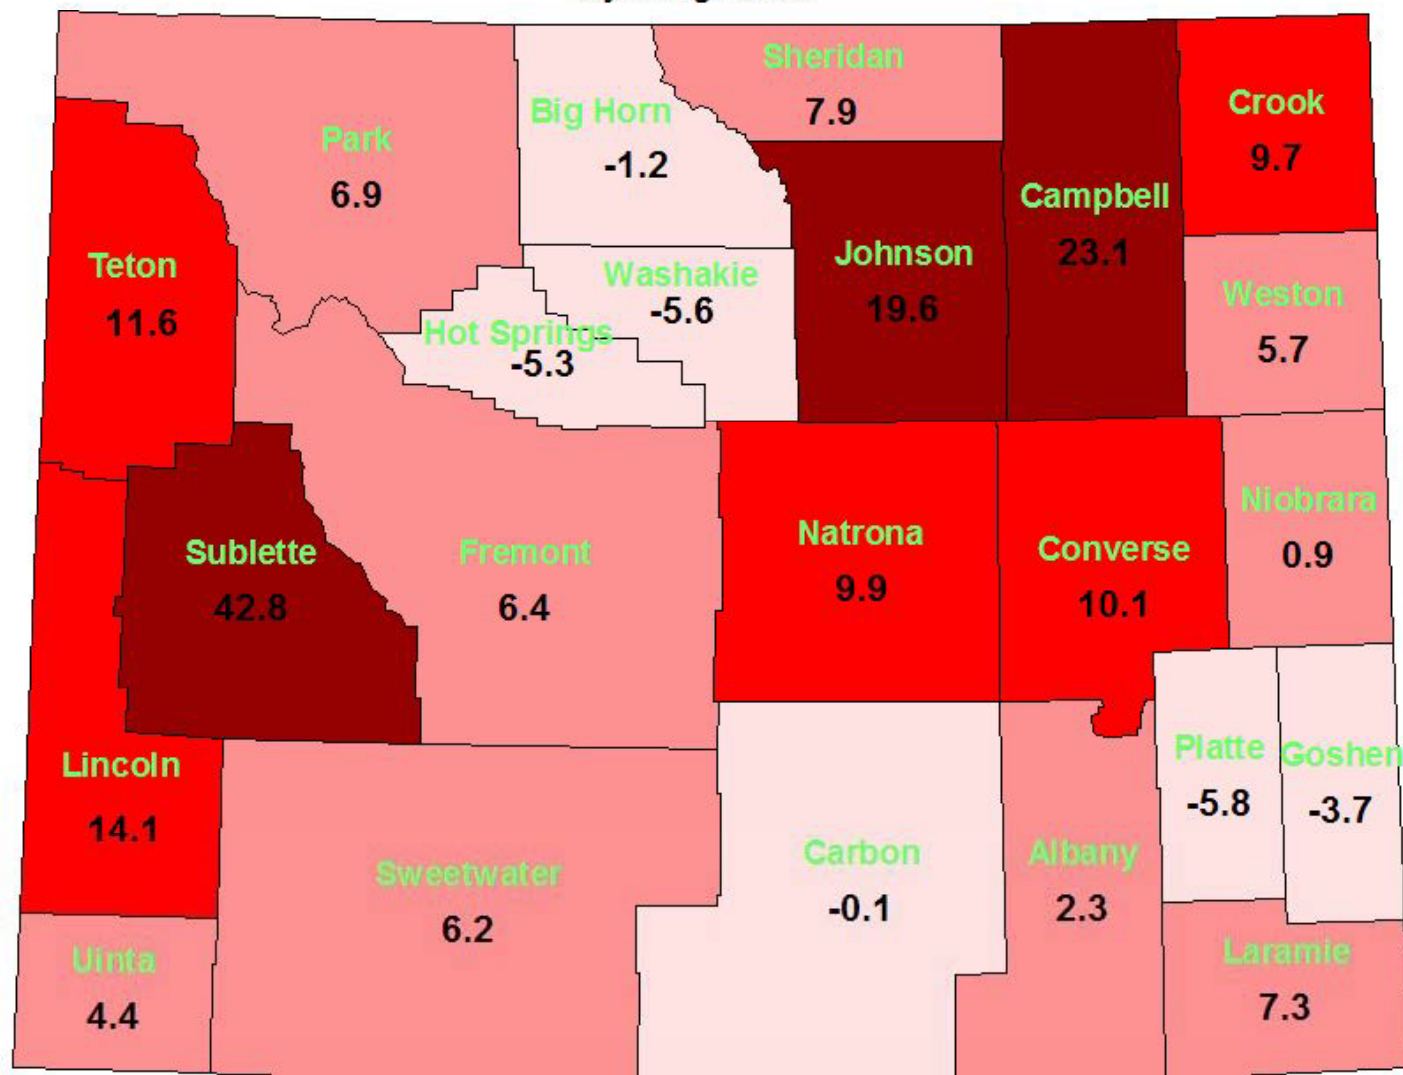 Sheridan
7.9
Big Horn
-1.2
Crook
9.7
Park
6.9
Campbell
23.1
Teton
11.6
Johnson
19.6
Washakie
-5.6
Weston
5.7
Hot Springs
-5.3
Sublette
42.8
Fremont
6.4
Natrona
9.9
Converse
10.1
Niobrara
0.9
Lincoln
14.1
Platte
-5.8
Goshen
-3.7
Sweetwater
6.2
Carbon
-0.1
Albany
2.3
Uinta
4.4
Laramie
7.3